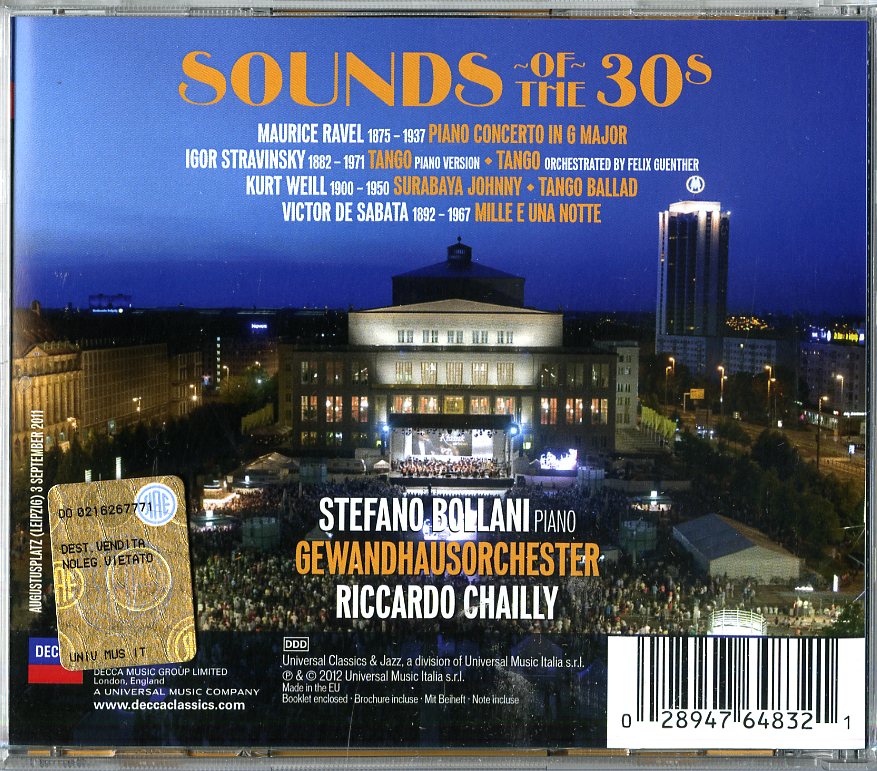 SOUNDS ~OF~ THE 30s
MAURICE RAVEL 1875 – 1937 PIANO CONCERTO IN G MAJOR
IGOR STRAVINSKY 1882 – 1971 TANGO PIANO VERSION • TANGO ORCHESTRATED BY FELIX GUENTHER
KURT WEILL 1900 – 1950 SURABAYA JOHNNY • TANGO BALLAD
VICTOR DE SABATA 1892 – 1967 MILLE E UNA NOTTE
AUGUSTUSPLATZ (LEIPZIG) 3 SEPTEMBER 2011
STEFANO BOLLANI PIANO
GEWANDHAUSORCHESTER
RICCARDO CHAILLY
DO 0216267771
DEST.VENDITA
NOLEG VIETATO
UNIV MUS IT
DEC
DECCA MUSIC GROUP LIMITED
London, England
A UNIVERSAL MUSIC COMPANY
www.deccaclassics.com
DDD
Universal Classics & Jazz, a division of Universal Music Italia s.r.l.
℗ & © 2012 Universal Music Italia s.r.l.
Made in the EU
Booklet enclosed · Brochure incluse · Mit Beiheft · Note incluse
0 28947 64832 1